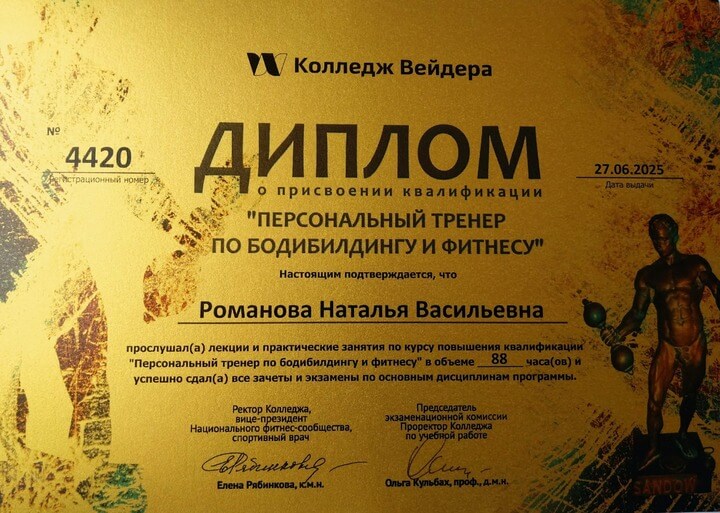 Колледж Вейдера
№
4420
Регистрационный номер
ДИПЛОМ
о присвоении квалификации
27.06.2025
Дата выдачи
"ПЕРСОНАЛЬНЫЙ ТРЕНЕР
ПО БОДИБИЛДИНГУ И ФИТНЕСУ"
Настоящим подтверждается, что
Романова Наталья Васильевна
прослушал(а) лекции и практические занятия по курсу повышения квалификации
"Персональный тренер по бодибилдингу и фитнесу" в объеме 88 часа(ов) и
успешно сдал(а) все зачеты и экзамены по основным дисциплинам программы.
Ректор Колледжа,
вице-президент
Национального фитнес-сообщества,
спортивный врач
Елена Рябинкова, к.м.н.
Председатель
экзаменационной комиссии
Проректор Колледжа
по учебной работе
Ольга Кульбах, проф., д.м.н.
SANDOW